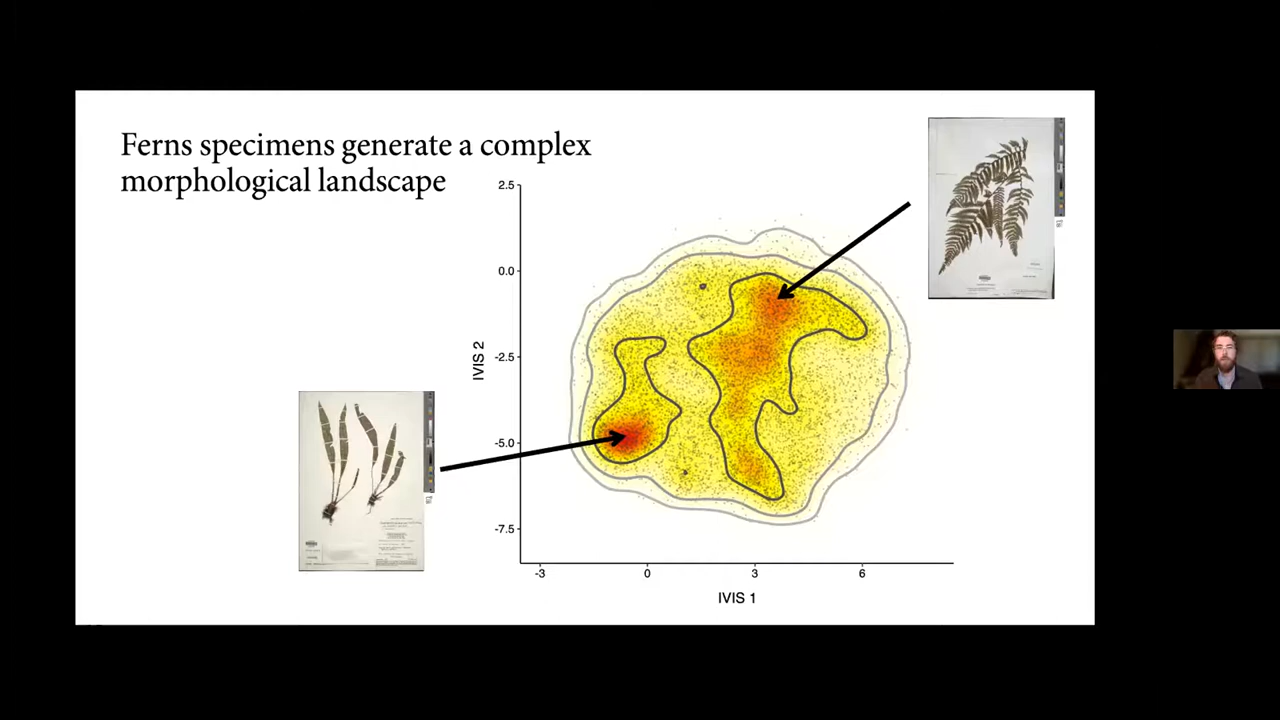 Ferns specimens generate a complex
morphological landscape
2.5
0.0
-2.5
-5.0
-7.5
IVIS 2
-3
0
3
6
IVIS 1